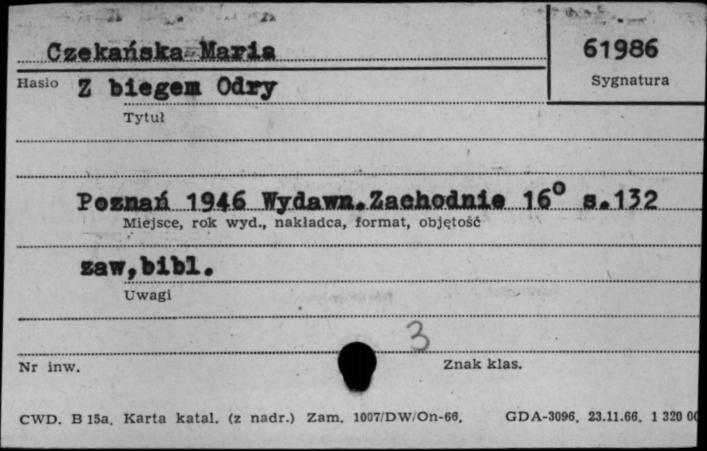 Czekańska Maria
61986
Sygnatura
Hasło Z biegem Odry
Tytuł
Poznań 1946 Wydawn.Zachodnie 16° s.132
Miejsce, rok wyd., nakładca, format, objętość
zaw,bibl.
Uwagi
3
Nr inw.
Znak klas.
CWD. B 15a. Karta katal. (z nadr.) Zam. 1007/DW/On-66. GDA-3096. 23.11.66. 1 320 00